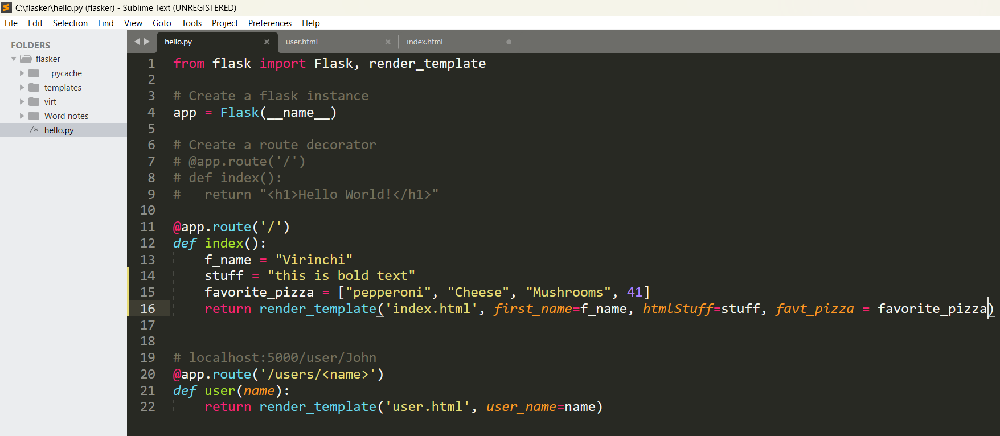 C:\flasker\hello.py (flasker) - Sublime Text (UNREGISTERED)
File Edit Selection Find View Goto Tools Project Preferences Help
FOLDERS
flasker
__pycache__
templates
virt
Word notes
/* hello.py
hello.py × user.html × index.html
1 from flask import Flask, render_template
2
3 # Create a flask instance
4 app = Flask(__name__)
5
6 # Create a route decorator
7 # @app.route('/')
8 # def index():
9 #   return "<h1>Hello World!</h1>"
10
11 @app.route('/')
12 def index():
13     f_name = "Virinchi"
14     stuff = "this is bold text"
15     favorite_pizza = ["pepperoni", "Cheese", "Mushrooms", 41]
16     return render_template('index.html', first_name=f_name, htmlStuff=stuff, favt_pizza = favorite_pizza)
17
18
19 # localhost:5000/user/John
20 @app.route('/users/<name>')
21 def user(name):
22     return render_template('user.html', user_name=name)